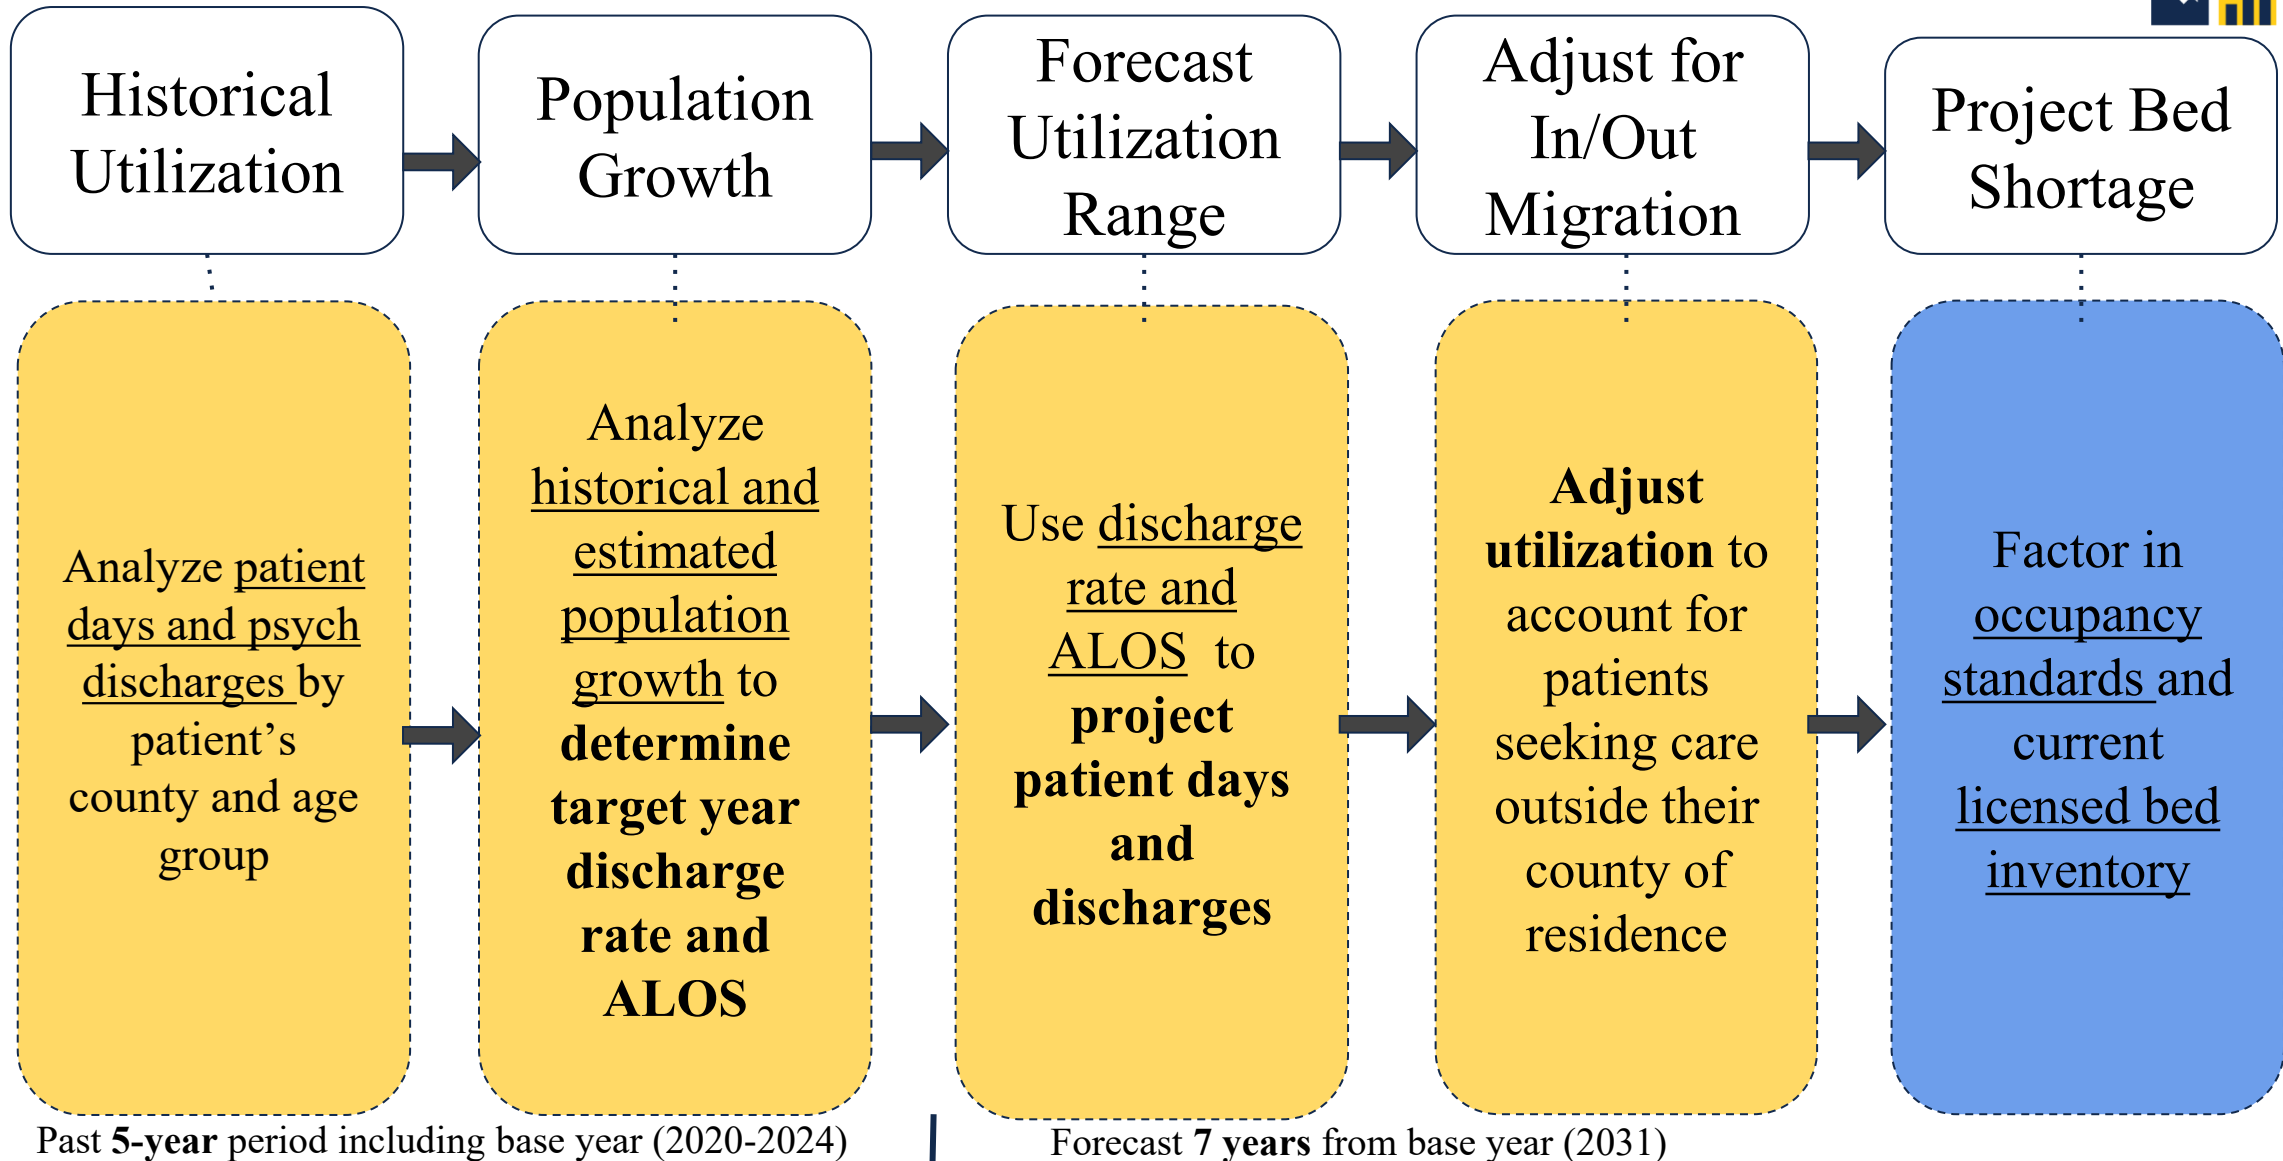 Historical
Utilization
Population
Growth
Forecast
Utilization
Range
Adjust for
In/Out
Migration
Project Bed
Shortage
Analyze patient
days and psych
discharges by
patient’s
county and age
group
Analyze
historical and
estimated
population
growth to
determine
target year
discharge
rate and
ALOS
Use discharge
rate and
ALOS to
project
patient days
and
discharges
Adjust
utilization to
account for
patients
seeking care
outside their
county of
residence
Factor in
occupancy
standards and
current
licensed bed
inventory
Past 5-year period including base year (2020-2024)
Forecast 7 years from base year (2031)